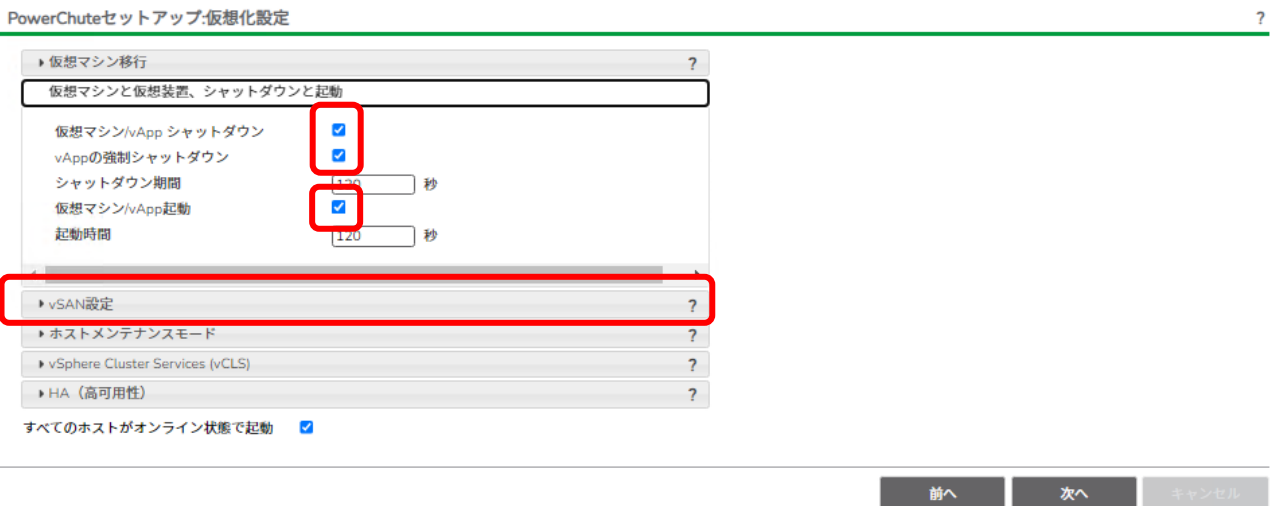 PowerChuteセットアップ:仮想化設定 ?
仮想マシン移行 ?
仮想マシンと仮想装置、シャットダウンと起動
仮想マシン/vApp シャットダウン
vAppの強制シャットダウン
シャットダウン期間 120 秒
仮想マシン/vApp起動
起動時間 120 秒
vSAN設定 ?
ホストメンテナンスモード ?
vSphere Cluster Services (vCLS) ?
HA（高可用性） ?
すべてのホストがオンライン状態で起動
前へ 次へ キャンセル